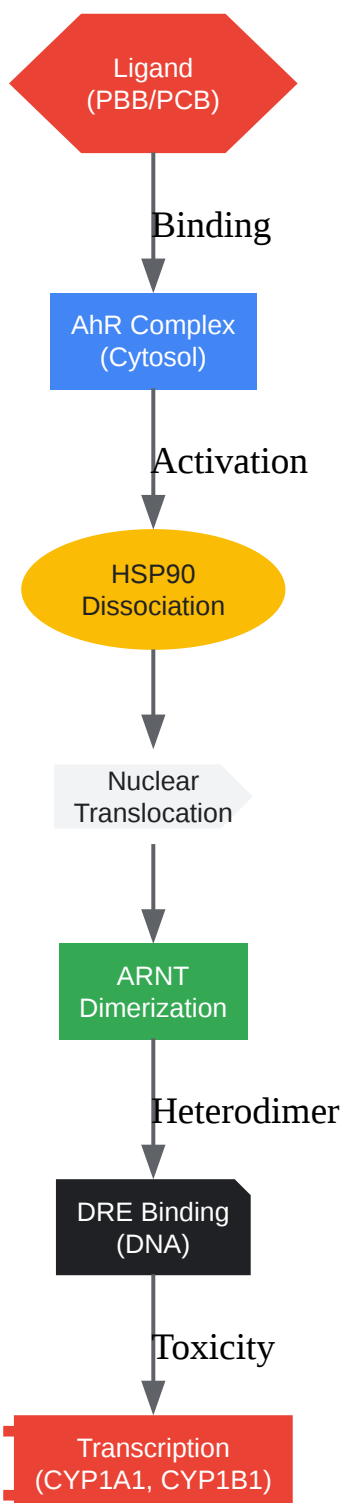 Ligand
(PBB/PCB)
Binding
AhR Complex
(Cytosol)
Activation
HSP90
Dissociation
Nuclear
Translocation
ARNT
Dimerization
Heterodimer
DRE Binding
(DNA)
Toxicity
Transcription
(CYP1A1, CYP1B1)